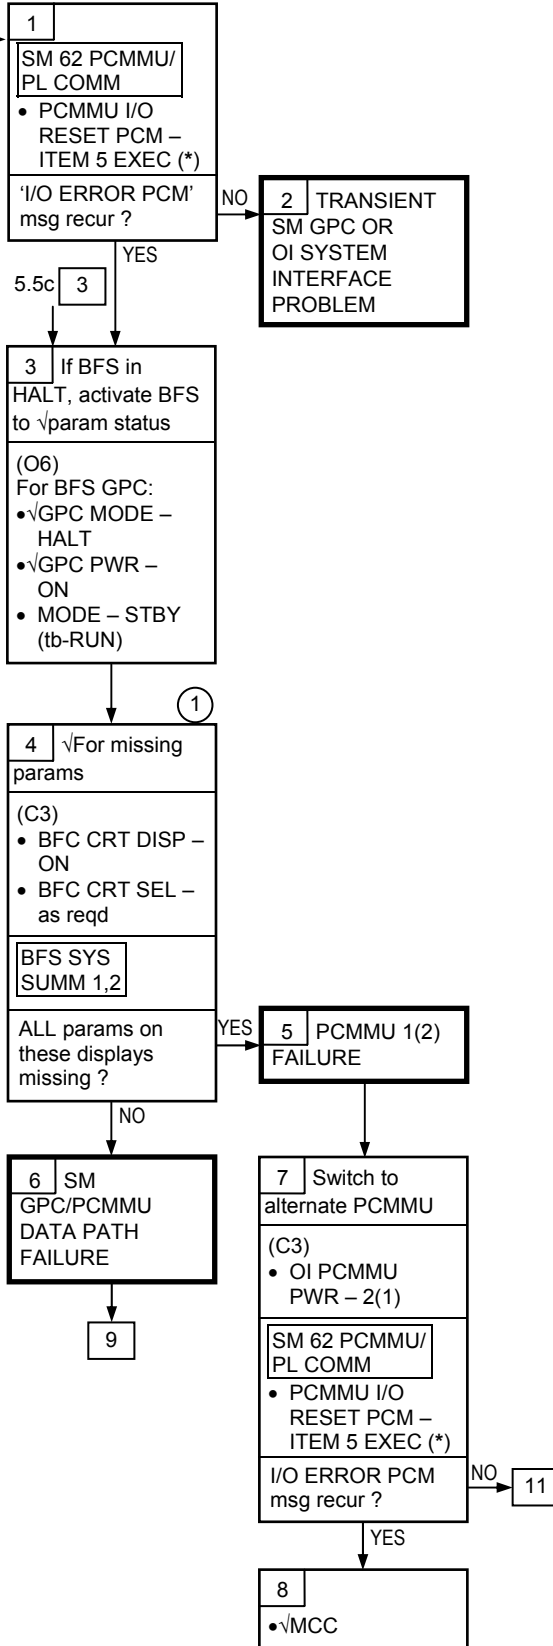 1
SM 62 PCMMU/
PL COMM
• PCMMU I/O
RESET PCM –
ITEM 5 EXEC (*)
'I/O ERROR PCM'
msg recur ?
NO
2 TRANSIENT
SM GPC OR
OI SYSTEM
INTERFACE
PROBLEM
YES
5.5c 3
3 If BFS in
HALT, activate BFS
to √param status
(O6)
For BFS GPC:
•√GPC MODE –
HALT
•√GPC PWR –
ON
• MODE – STBY
(tb-RUN)
1
4 √For missing
params
(C3)
• BFC CRT DISP –
ON
• BFC CRT SEL –
as reqd
BFS SYS
SUMM 1,2
ALL params on
these displays
missing ?
YES
5 PCMMU 1(2)
FAILURE
NO
6 SM
GPC/PCMMU
DATA PATH
FAILURE
9
7 Switch to
alternate PCMMU
(C3)
• OI PCMMU
PWR – 2(1)
SM 62 PCMMU/
PL COMM
• PCMMU I/O
RESET PCM –
ITEM 5 EXEC (*)
I/O ERROR PCM
msg recur ?
NO
11
YES
8
•√MCC